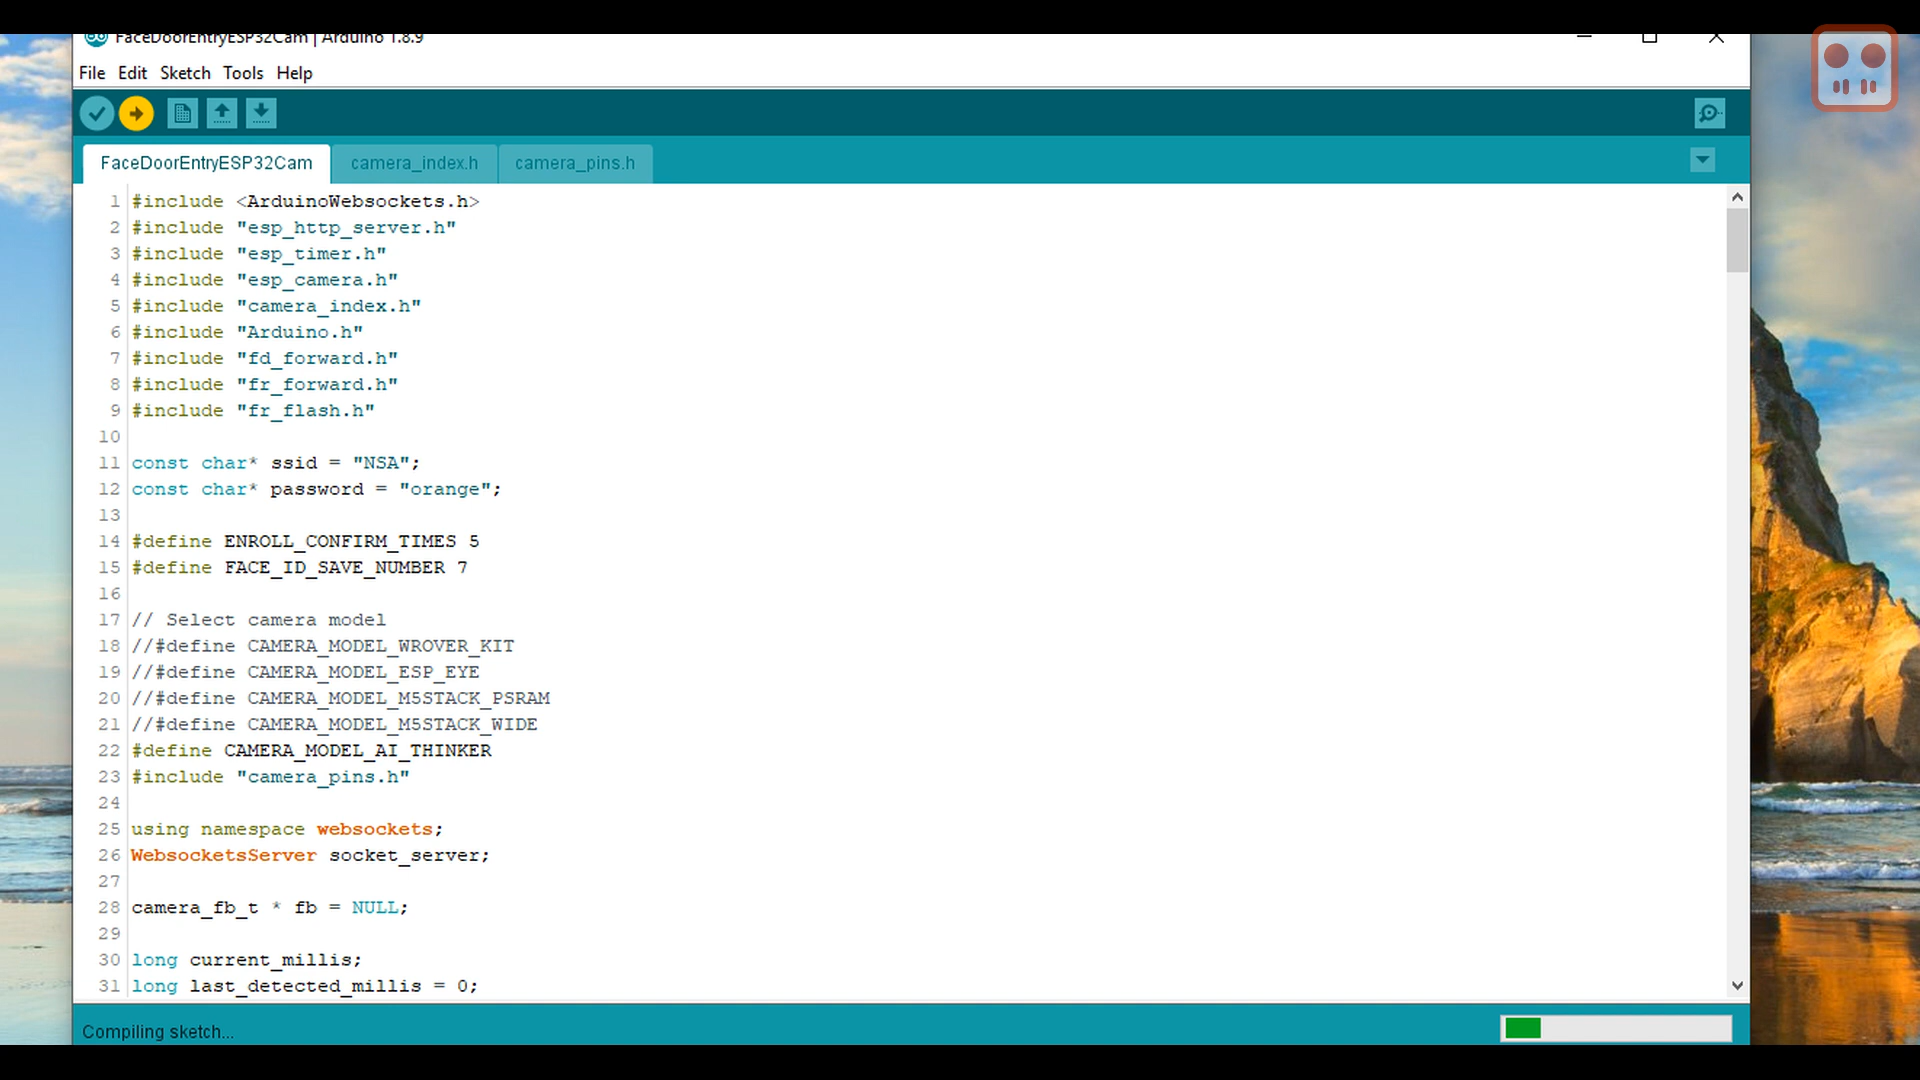 FaceDoorEntryESP32Cam | Arduino 1.8.9
File Edit Sketch Tools Help
FaceDoorEntryESP32Cam camera_index.h camera_pins.h
1 #include <ArduinoWebsockets.h>
2 #include "esp_http_server.h"
3 #include "esp_timer.h"
4 #include "esp_camera.h"
5 #include "camera_index.h"
6 #include "Arduino.h"
7 #include "fd_forward.h"
8 #include "fr_forward.h"
9 #include "fr_flash.h"
10
11 const char* ssid = "NSA";
12 const char* password = "orange";
13
14 #define ENROLL_CONFIRM_TIMES 5
15 #define FACE_ID_SAVE_NUMBER 7
16
17 // Select camera model
18 //#define CAMERA_MODEL_WROVER_KIT
19 //#define CAMERA_MODEL_ESP_EYE
20 //#define CAMERA_MODEL_M5STACK_PSRAM
21 //#define CAMERA_MODEL_M5STACK_WIDE
22 #define CAMERA_MODEL_AI_THINKER
23 #include "camera_pins.h"
24
25 using namespace websockets;
26 WebsocketsServer socket_server;
27
28 camera_fb_t * fb = NULL;
29
30 long current_millis;
31 long last_detected_millis = 0;
Compiling sketch...